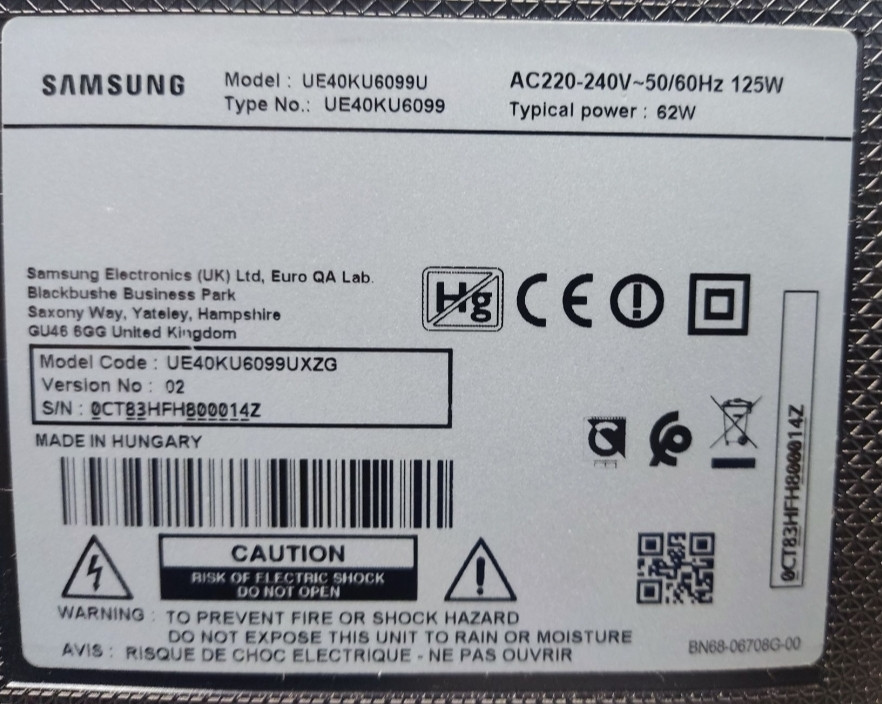 SAMSUNG
Model : UE40KU6099U
Type No.: UE40KU6099
AC220-240V~50/60Hz 125W
Typical power : 62W
Samsung Electronics (UK) Ltd, Euro QA Lab.
Blackbushe Business Park
Saxony Way, Yateley, Hampshire
GU46 6GG United Kingdom
Hg
CE
Model Code : UE40KU6099UXZG
Version No : 02
S/N : 0CT83HFH800014Z
MADE IN HUNGARY
0CT83HFH800014Z
CAUTION
RISK OF ELECTRIC SHOCK
DO NOT OPEN
WARNING : TO PREVENT FIRE OR SHOCK HAZARD
DO NOT EXPOSE THIS UNIT TO RAIN OR MOISTURE
AVIS : RISQUE DE CHOC ELECTRIQUE - NE PAS OUVRIR
BN68-06708G-00